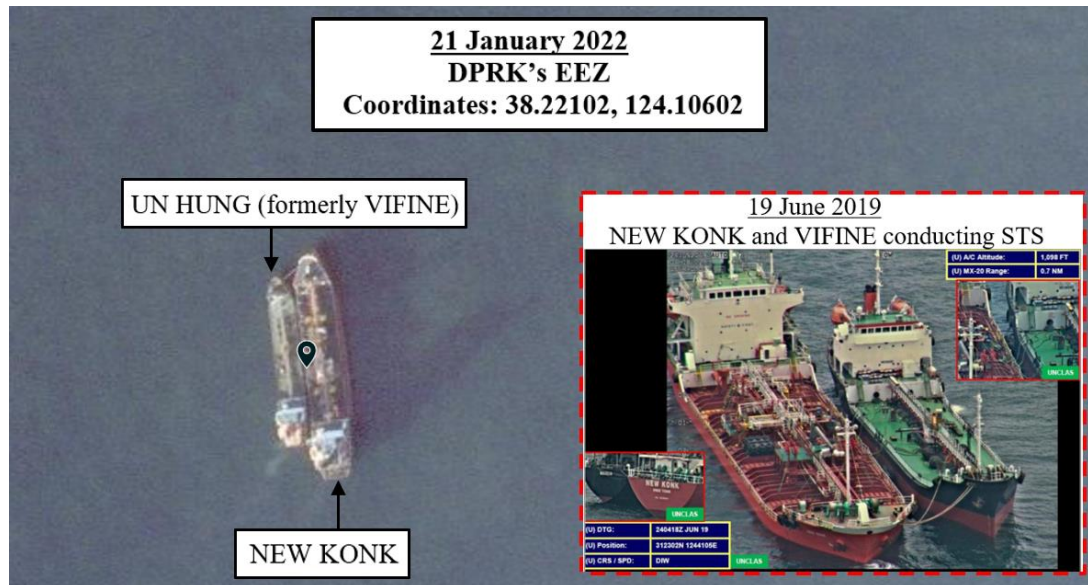 21 January 2022
DPRK's EEZ
Coordinates: 38.22102, 124.10602
UN HUNG (formerly VIFINE)
NEW KONK
19 June 2019
NEW KONK and VIFINE conducting STS
(U) A/C Altitude: 1,098 FT
(U) MX-20 Range: 0.7 NM
UNCLAS
NEW KONK
UNCLAS
(U) DTG: 240418Z JUN 19
(U) Position: 312302N 1244105E
(U) CRS / SPD: DIW
UNCLAS